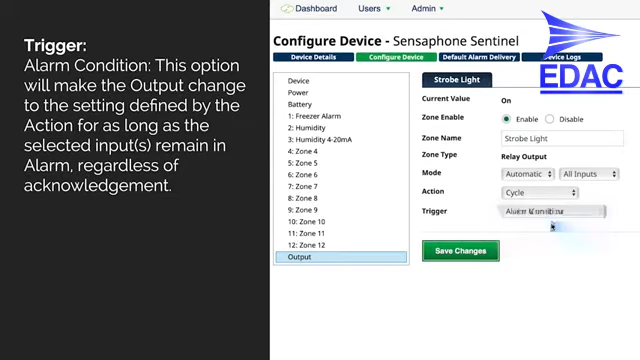 Trigger:
Alarm Condition: This option
will make the Output change
to the setting defined by the
Action for as long as the
selected input(s) remain in
Alarm, regardless of
acknowledgement.
Dashboard Users Admin
Configure Device - Sensaphone Sentinel
Device Details Configure Device Default Alarm Delivery Device Logs
EDAC
Device
Power
Battery
1: Freezer Alarm
2: Humidity
3: Humidity 4-20mA
4: Zone 4
5: Zone 5
6: Zone 6
7: Zone 7
8: Zone 8
9: Zone 9
10: Zone 10
11: Zone 11
12: Zone 12
Output
Strobe Light
Current Value On
Zone Enable Enable Disable
Zone Name Strobe Light
Zone Type Relay Output
Mode Automatic All Inputs
Action Cycle
Trigger
Save Changes